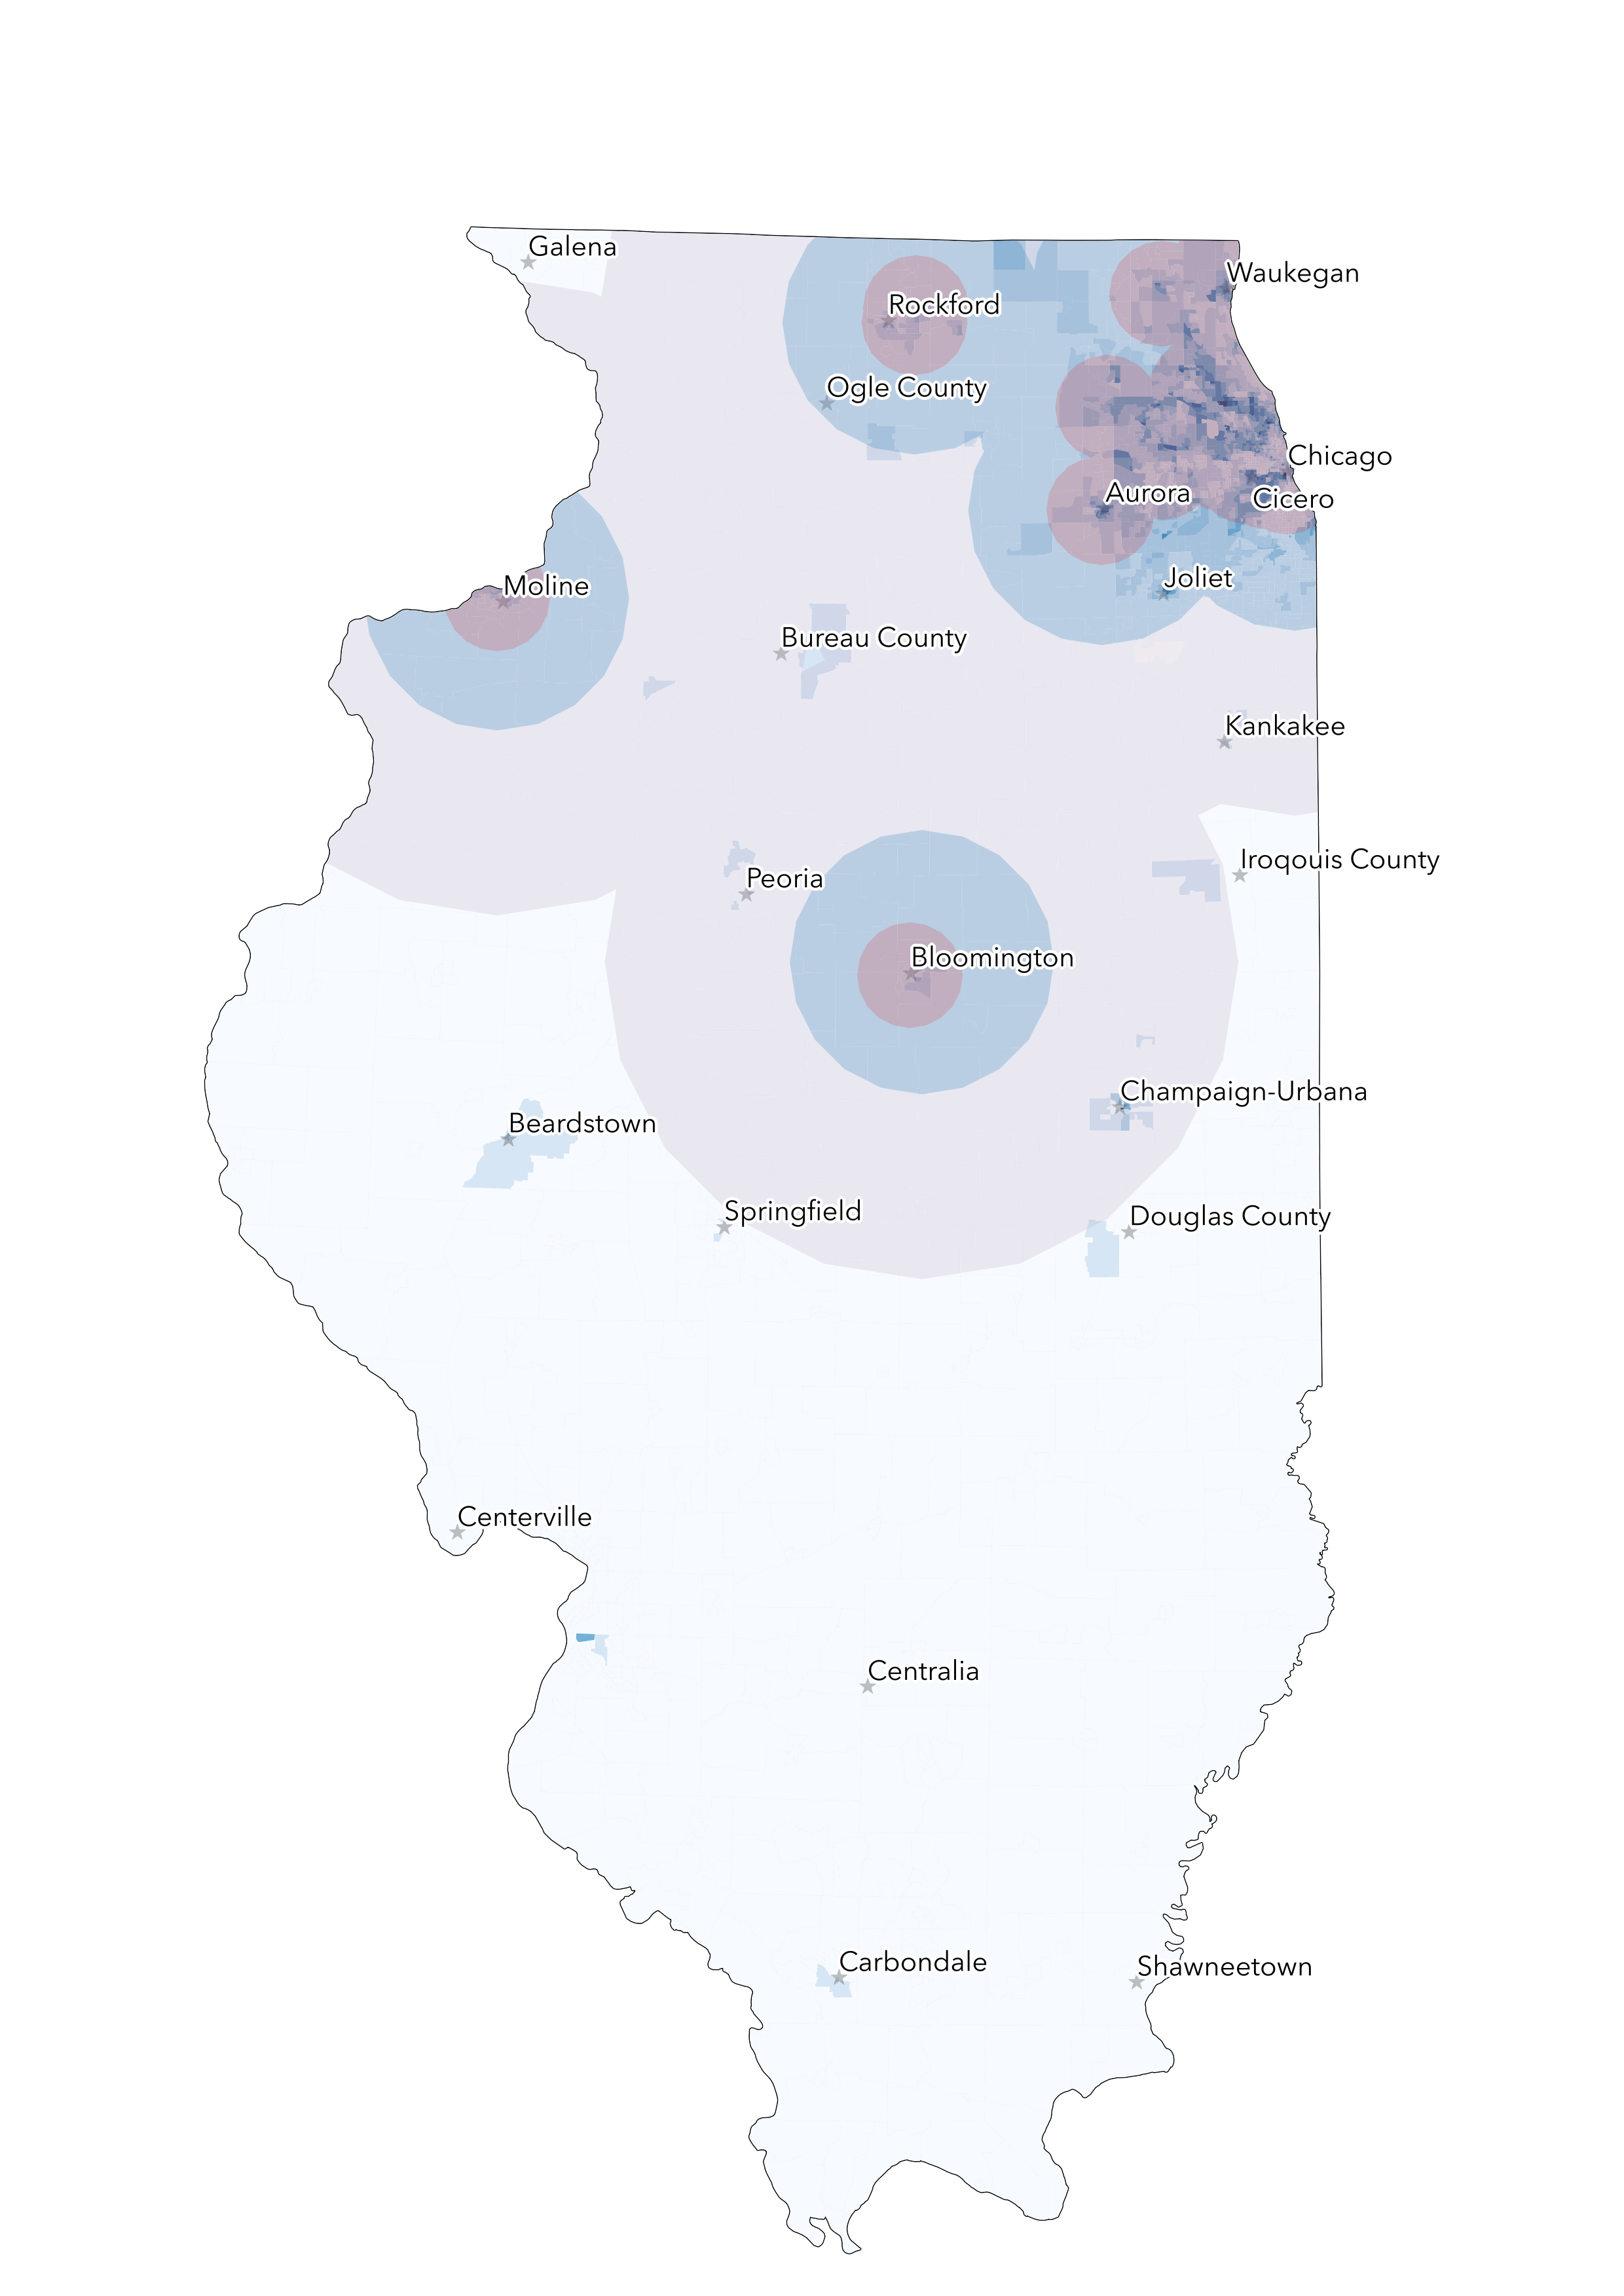 Galena
Waukegan
Rockford
Ogle County
Chicago
Aurora
Cicero
Joliet
Moline
Bureau County
Kankakee
Iroqouis County
Peoria
Bloomington
Champaign-Urbana
Beardstown
Springfield
Douglas County
Centerville
Centralia
Carbondale
Shawneetown